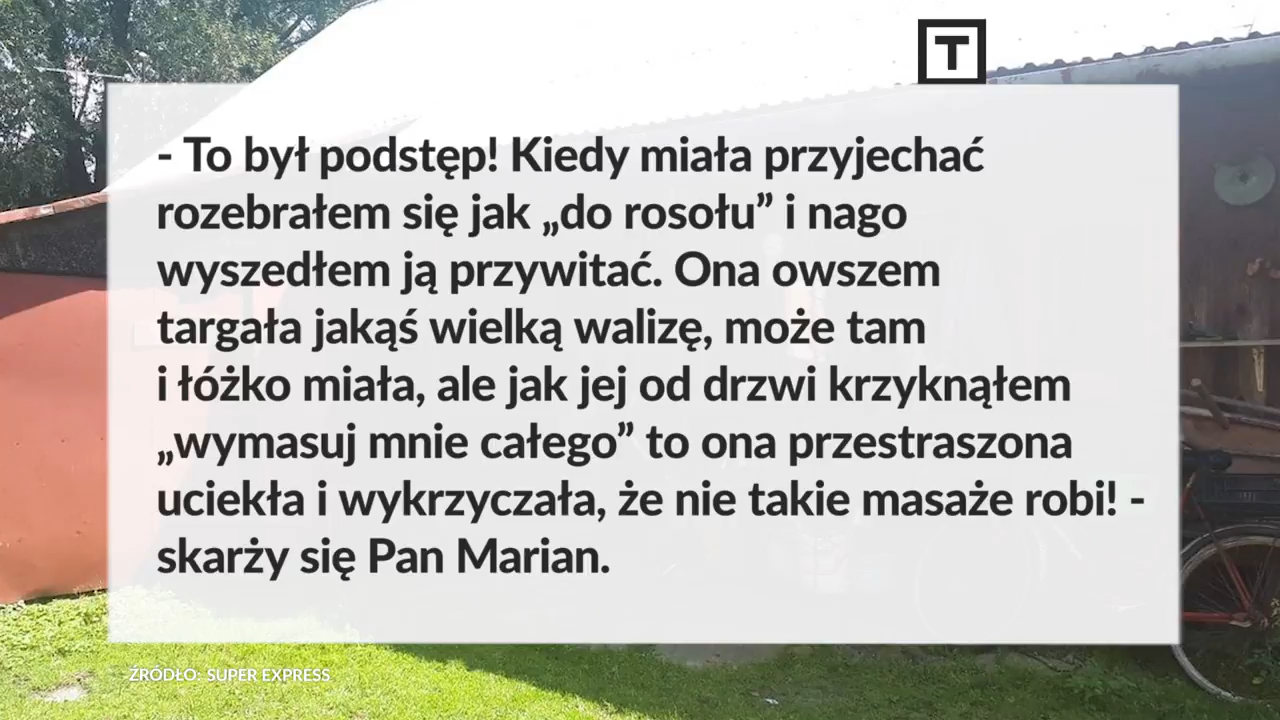 T
- To był podstęp! Kiedy miała przyjechać
rozebrałem się jak „do rosołu” i nago
wyszedłem ją przywitać. Ona owszem
targała jakąś wielką walizę, może tam
i łóżko miała, ale jak jej od drzwi krzyknąłem
„wymasuj mnie całego” to ona przestraszona
uciekła i wykrzyczała, że nie takie masaże robi! -
skarży się Pan Marian.
ŹRÓDŁO: SUPER EXPRESS